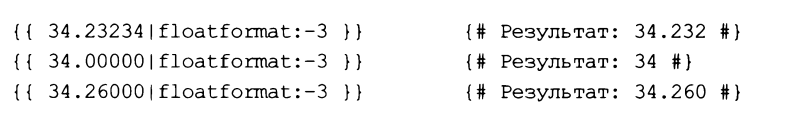 {{ 34.23234|floatformat:-3 }} {# Результат: 34.232 #}
{{ 34.00000|floatformat:-3 }} {# Результат: 34 #}
{{ 34.26000|floatformat:-3 }} {# Результат: 34.260 #}